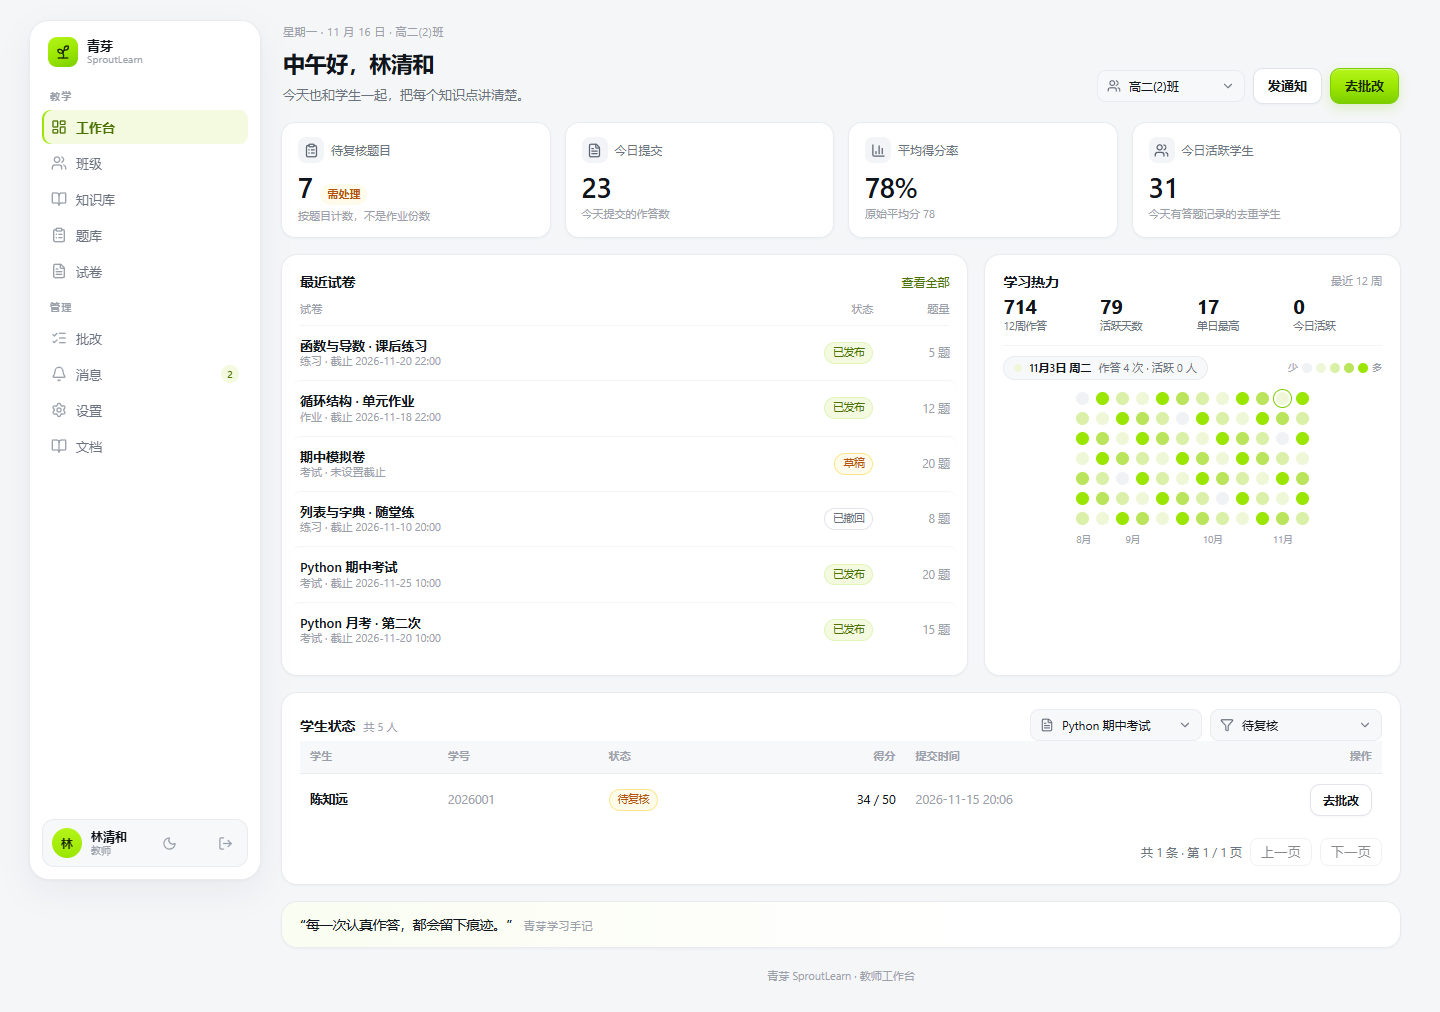 青芽
SproutLearn
教学
工作台
班级
知识库
题库
试卷
管理
批改
消息 2
设置
文档
林 林清和
教师
星期一 · 11 月 16 日 · 高二(2)班
中午好，林清和
今天也和学生一起，把每个知识点讲清楚。
高二(2)班 发通知 去批改
待复核题目
7 需处理
按题目计数，不是作业份数
今日提交
23
今天提交的作答数
平均得分率
78%
原始平均分 78
今日活跃学生
31
今天有答题记录的去重学生
最近试卷 查看全部
试卷 状态 题量
函数与导数 · 课后练习
练习 · 截止 2026-11-20 22:00
已发布 5 题
循环结构 · 单元作业
作业 · 截止 2026-11-18 22:00
已发布 12 题
期中模拟卷
考试 · 未设置截止
草稿 20 题
列表与字典 · 随堂练
练习 · 截止 2026-11-10 20:00
已撤回 8 题
Python 期中考试
考试 · 截止 2026-11-25 10:00
已发布 20 题
Python 月考 · 第二次
考试 · 截止 2026-11-20 10:00
已发布 15 题
学习热力 最近 12 周
714 79 17 0
12周作答 活跃天数 单日最高 今日活跃
11月3日 周二 作答 4 次 · 活跃 0 人 少 多
8月 9月 10月 11月
学生状态 共 5 人 Python 期中考试 待复核
学生 学号 状态 得分 提交时间 操作
陈知远 2026001 待复核 34 / 50 2026-11-15 20:06 去批改
共 1 条 · 第 1 / 1 页 上一页 下一页
“每一次认真作答，都会留下痕迹。” 青芽学习手记
青芽 SproutLearn · 教师工作台